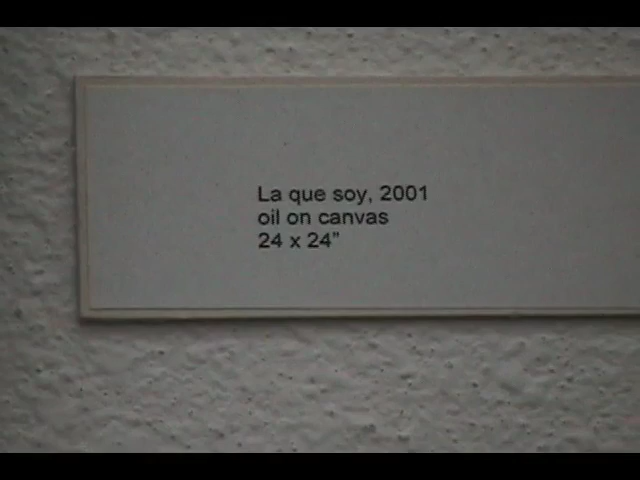 La que soy, 2001
oil on canvas
24 x 24”